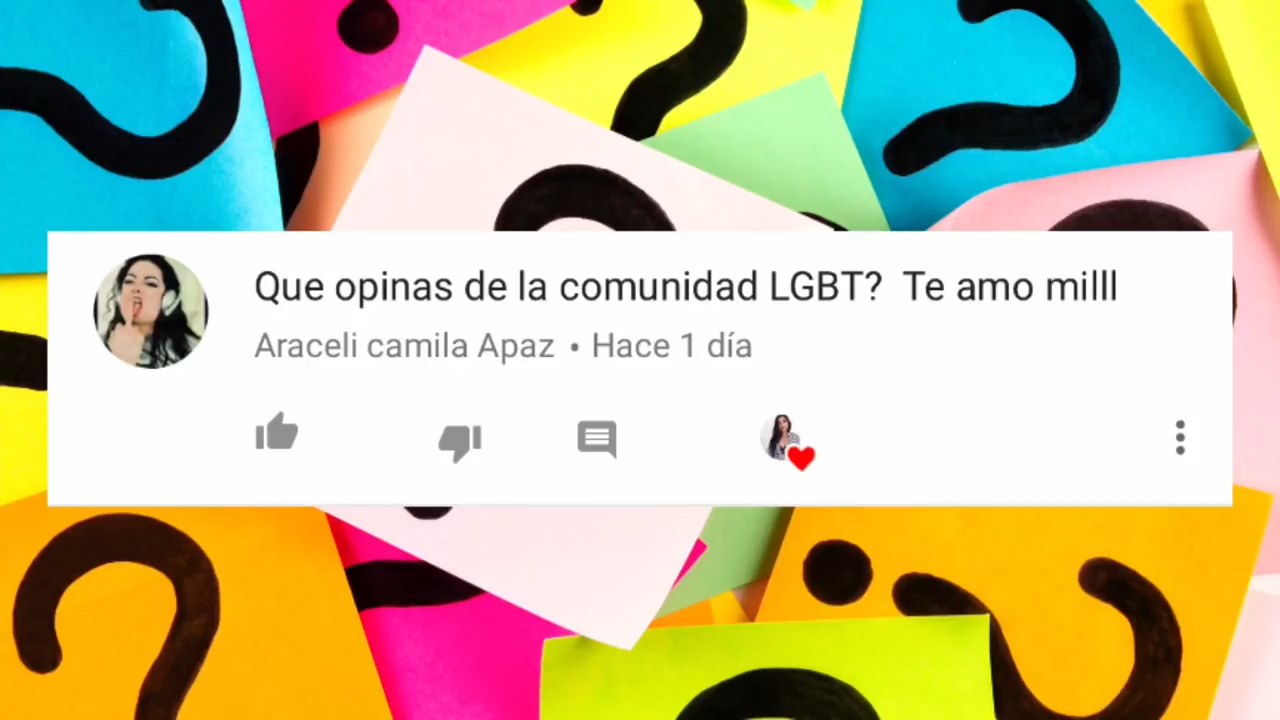 Que opinas de la comunidad LGBT?  Te amo milll
Araceli camila Apaz • Hace 1 día